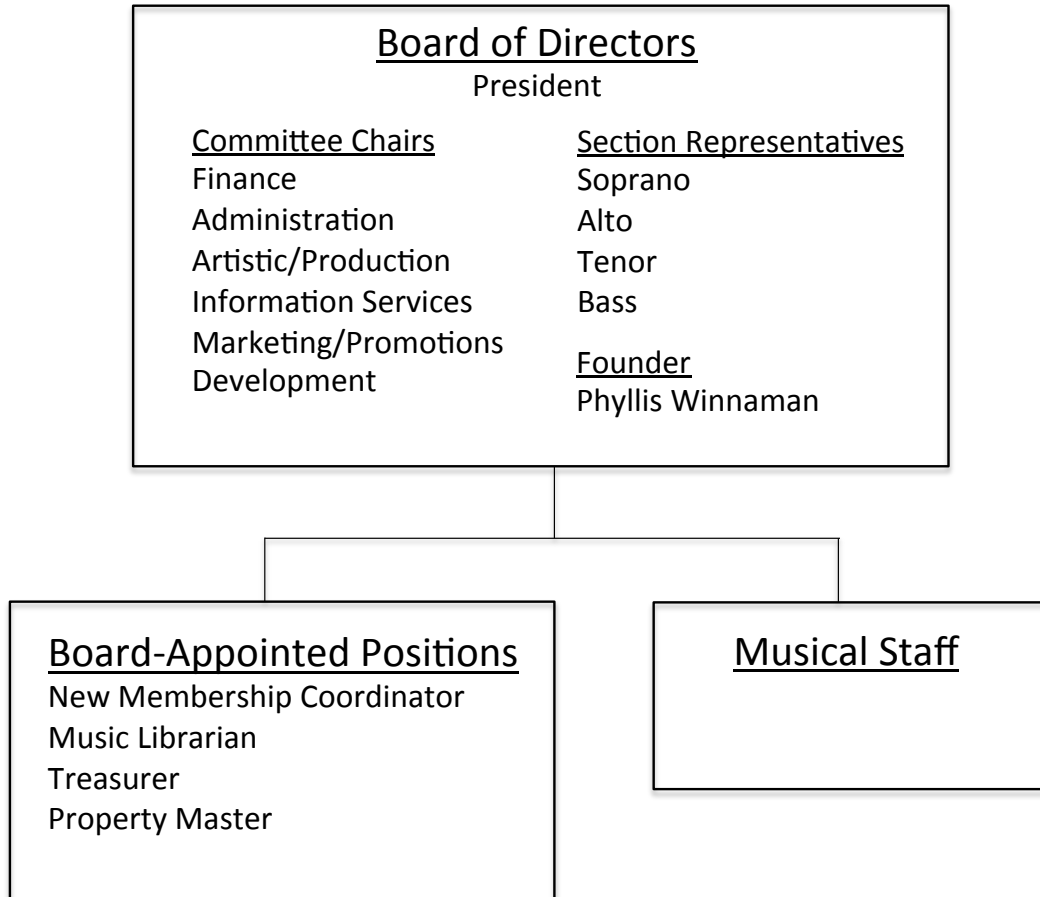 Board of Directors
President
Committee Chairs
Finance
Administration
Artistic/Production
Information Services
Marketing/Promotions
Development
Section Representatives
Soprano
Alto
Tenor
Bass
Founder
Phyllis Winnaman
Board-Appointed Positions
New Membership Coordinator
Music Librarian
Treasurer
Property Master
Musical Staff